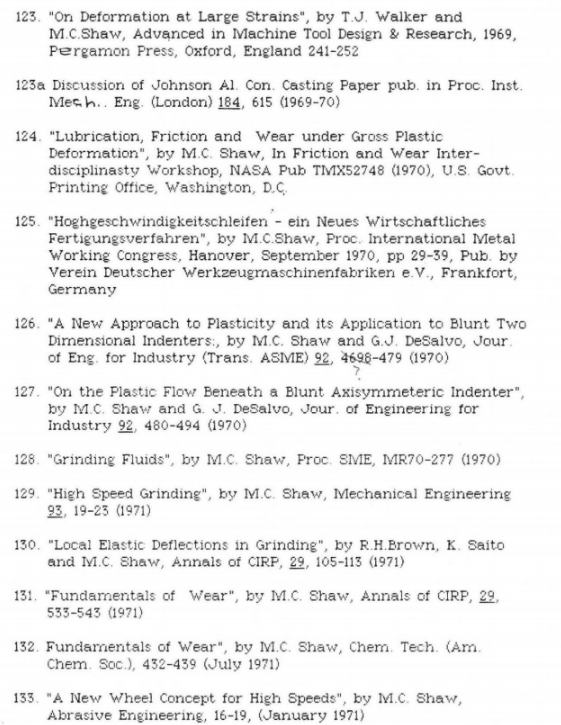 123. "On Deformation at Large Strains", by T.J. Walker and
M.C.Shaw, Advanced in Machine Tool Design & Research, 1969,
Pergamon Press, Oxford, England 241-252
123a Discussion of Johnson Al. Con. Casting Paper pub. in Proc. Inst.
Mech.. Eng. (London) 184, 615 (1969-70)
124. "Lubrication, Friction and Wear under Gross Plastic
Deformation", by M.C. Shaw, In Friction and Wear Inter-
disciplinasty Workshop, NASA Pub TMX52748 (1970), U.S. Govt.
Printing Office, Washington, D.C.
125. "Hoghgeschwindigkeitschleifen - ein Neues Wirtschaftliches
Fertigungsverfahren", by M.C.Shaw, Proc. International Metal
Working Congress, Hanover, September 1970, pp 29-39, Pub. by
Verein Deutscher Werkzeugmaschinenfabriken e.V., Frankfort,
Germany
126. "A New Approach to Plasticity and its Application to Blunt Two
Dimensional Indenters:, by M.C. Shaw and G.J. DeSalvo, Jour.
of Eng. for Industry (Trans. ASME) 92, 4698-479 (1970)
?
127. "On the Plastic Flow Beneath a Blunt Axisymmeteric Indenter",
by M.C. Shaw and G. J. DeSalvo, Jour. of Engineering for
Industry 92, 480-494 (1970)
128. "Grinding Fluids", by M.C. Shaw, Proc. SME, MR70-277 (1970)
129. "High Speed Grinding", by M.C. Shaw, Mechanical Engineering
93, 19-23 (1971)
130. "Local Elastic Deflections in Grinding", by R.H.Brown, K. Saito
and M.C. Shaw, Annals of CIRP, 29, 105-113 (1971)
131. "Fundamentals of Wear", by M.C. Shaw, Annals of CIRP, 29,
533-543 (1971)
132. Fundamentals of Wear", by M.C. Shaw, Chem. Tech. (Am.
Chem. Soc.), 432-439 (July 1971)
133. "A New Wheel Concept for High Speeds", by M.C. Shaw,
Abrasive Engineering, 16-19, (January 1971)